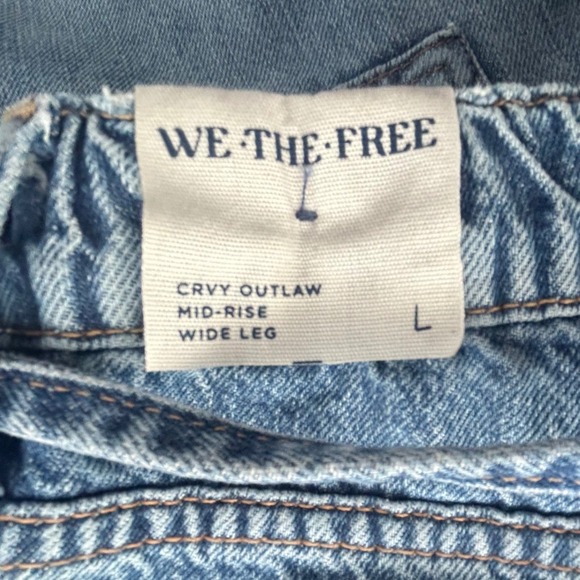 WE·THE·FREE
CRVY OUTLAW
MID-RISE
WIDE LEG
L